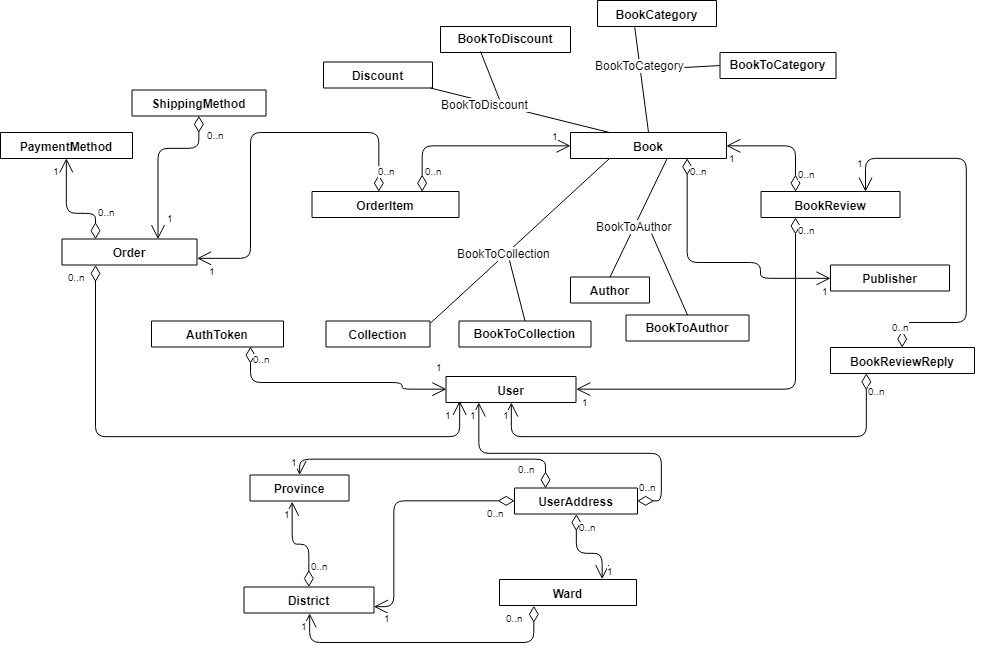 BookCategory
BookToDiscount
BookToCategory
BookToCategory
Discount
BookToDiscount
ShippingMethod
0..n
PaymentMethod
1
Book
1
1
0..n
0..n
0..n
0..n
1
0..n
1
OrderItem
BookReview
0..n
1
Order
BookToAuthor
0..n
BookToCollection
1
0..n
Publisher
1
Author
AuthToken
Collection
BookToCollection
BookToAuthor
0..n
0..n
BookReviewReply
1
User
0..n
1
1
1
1
1
0..n
0..n
Province
UserAddress
1
0..n
0..n
0..n
1
District
Ward
1
1
0..n